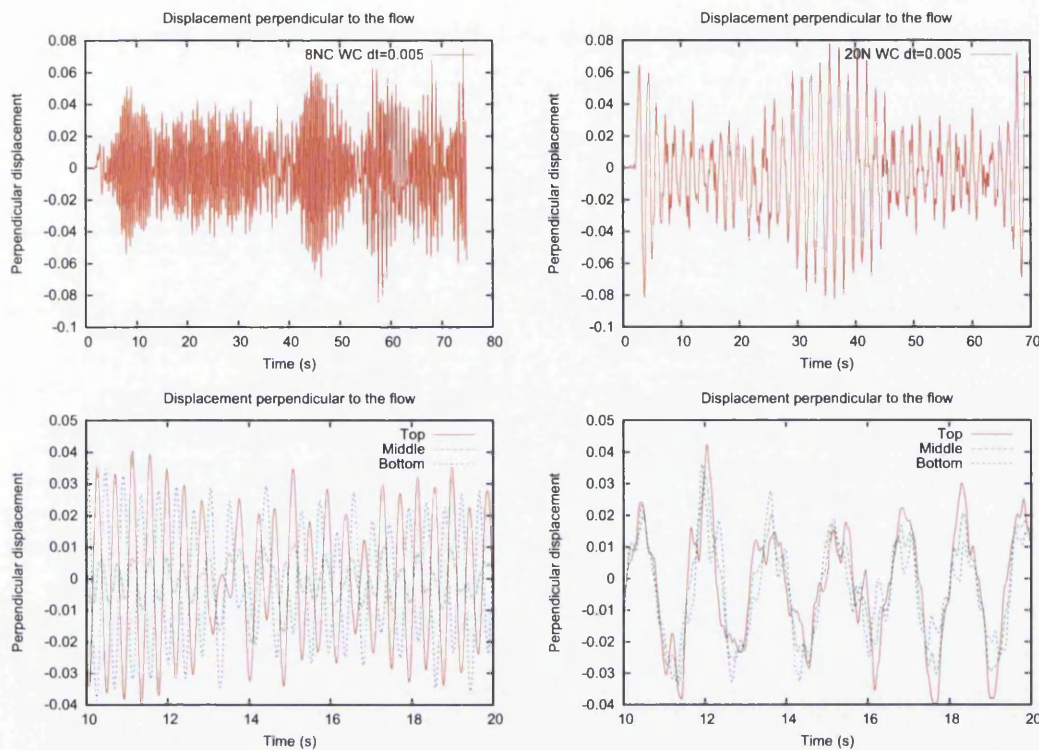 Displacement perpendicular to the flow
0.08
0.06
0.04
0.02
0
-0.02
-0.04
-0.06
-0.08
-0.1
Perpendicular displacement
8NC WC dt=0.005
0 10 20 30 40 50 60 70 80
Time (s)
Displacement perpendicular to the flow
0.08
0.06
0.04
0.02
0
-0.02
-0.04
-0.06
-0.08
-0.1
Perpendicular displacement
20N WC dt=0.005
0 10 20 30 40 50 60 70
Time (s)
Displacement perpendicular to the flow
0.05
0.04
0.03
0.02
0.01
0
-0.01
-0.02
-0.03
-0.04
Perpendicular displacement
Top
Middle
Bottom
10 12 14 16 18 20
Time (s)
Displacement perpendicular to the flow
0.05
0.04
0.03
0.02
0.01
0
-0.01
-0.02
-0.03
-0.04
Perpendicular displacement
Top
Middle
Bottom
10 12 14 16 18 20
Time (s)